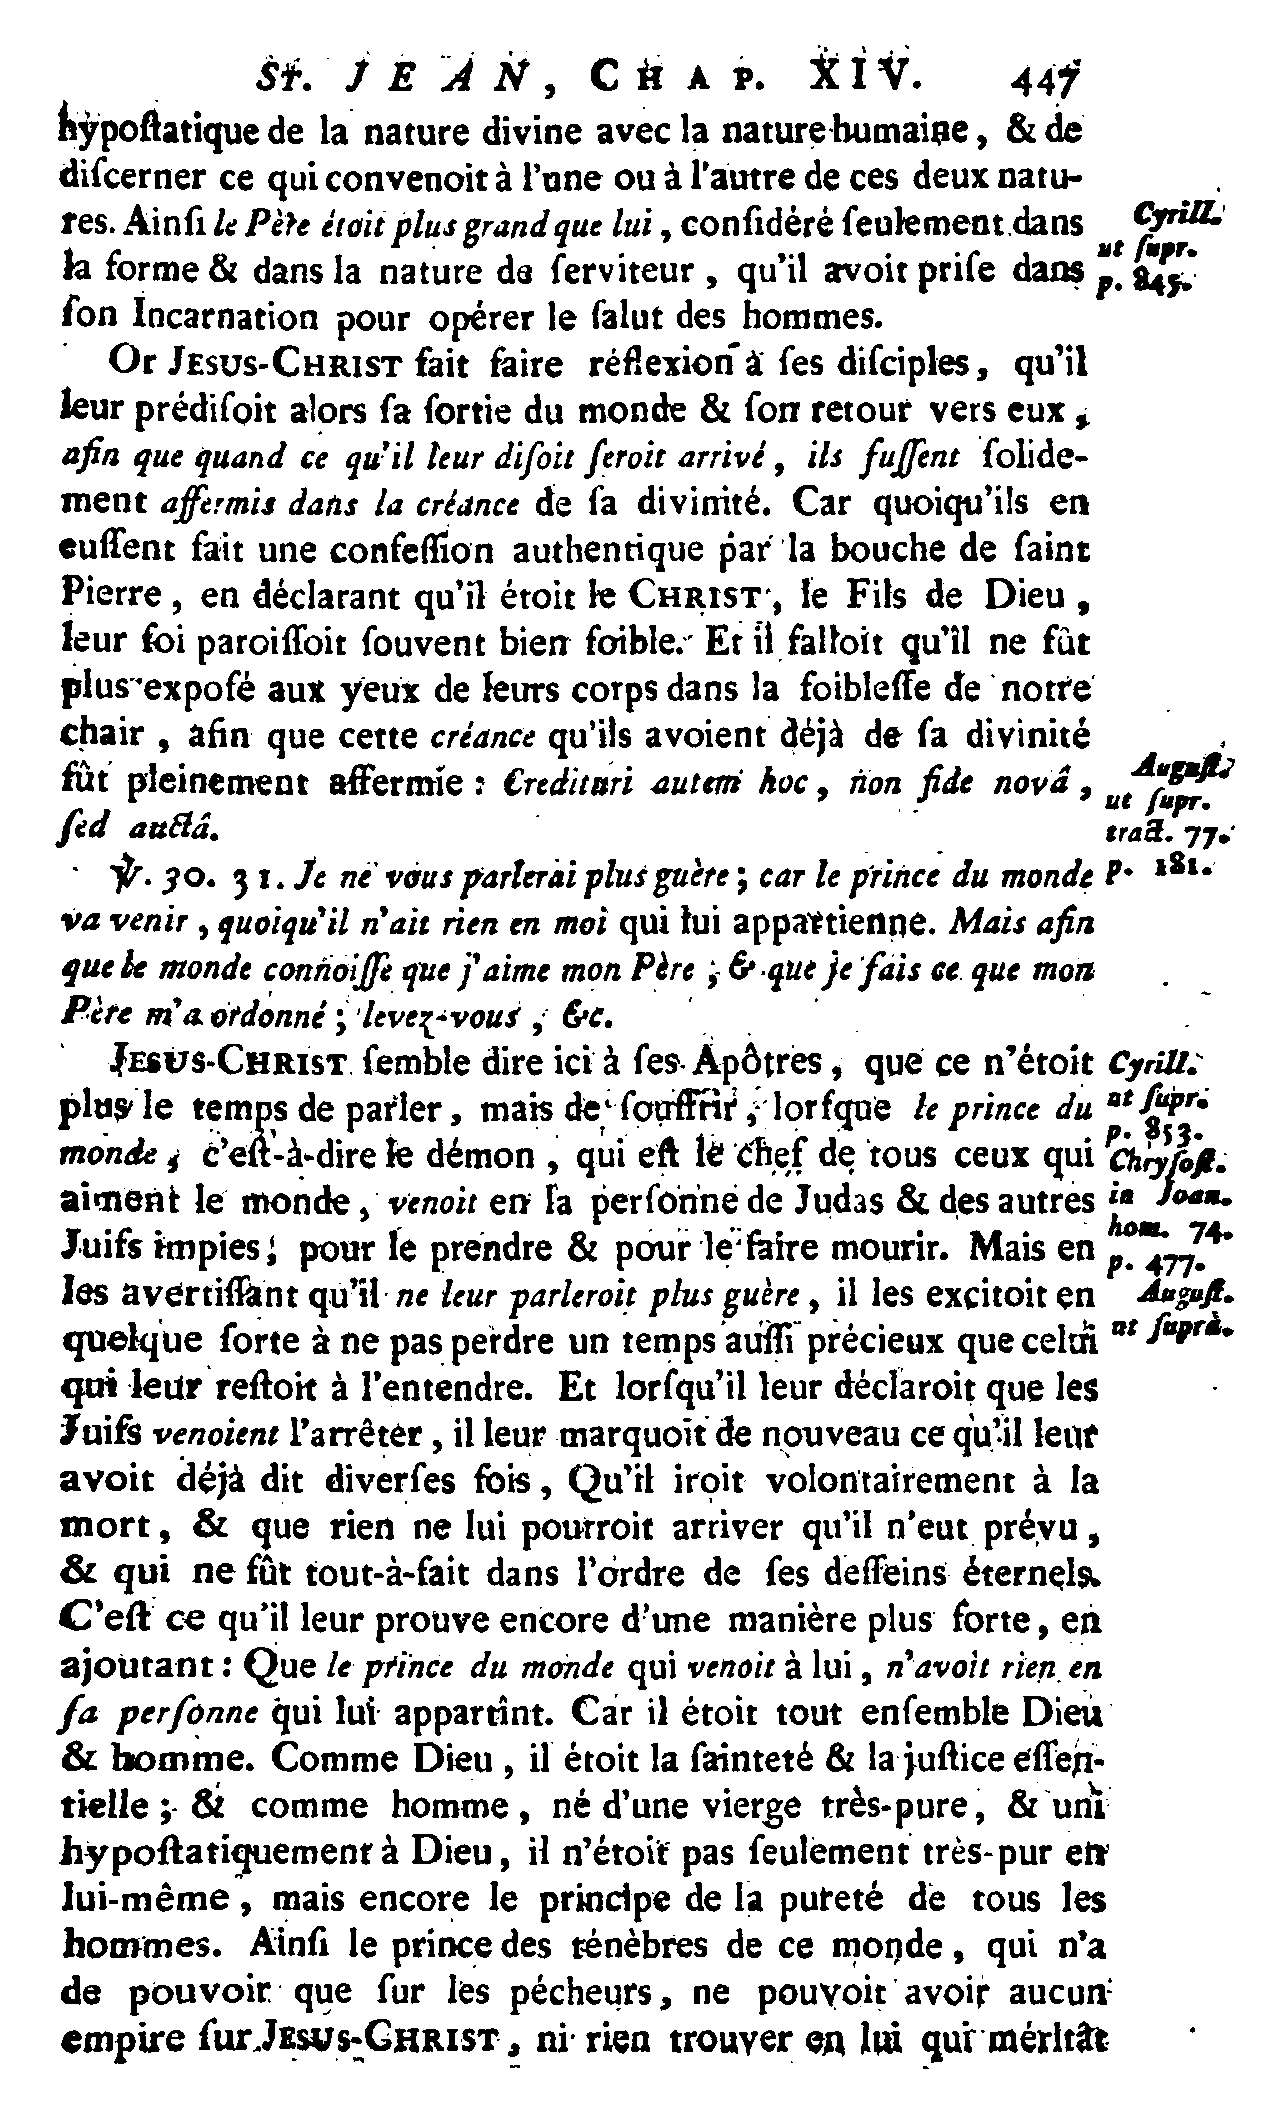 St. JEAN, CHAP. XIV. 447
hypoſtatique de la nature divine avec la nature humaine, & de
diſcerner ce qui convenoit à l'une ou à l'autre de ces deux natu-
res. Ainſi le Père étoit plus grand que lui, conſidéré ſeulement dans
la forme & dans la nature de ſerviteur, qu'il avoit priſe dans
ſon Incarnation pour opérer le ſalut des hommes.
Cyrill.
ut ſupr.
p. 845.
Or JESUS-CHRIST fait faire réflexion à ſes diſciples, qu'il
leur prédiſoit alors ſa ſortie du monde & ſon retour vers eux,
afin que quand ce qu'il leur diſoit ſeroit arrivé, ils fuſſent ſolide-
ment affermis dans la créance de ſa divinité. Car quoiqu'ils en
euſſent fait une confeſſion authentique par la bouche de ſaint
Pierre, en déclarant qu'il étoit le CHRIST, le Fils de Dieu,
leur foi paroiſſoit ſouvent bien foible. Et il falloit qu'il ne fût
plus expoſé aux yeux de leurs corps dans la foibleſſe de notre
chair, afin que cette créance qu'ils avoient déjà de ſa divinité
fût pleinement affermie : Credituri autem hoc, non fide novâ,
ſed auctâ.
Auguſt.
ut ſupr.
tract. 77.
p. 181.
℣. 30. 31. Je ne vous parlerai plus guère ; car le prince du monde
va venir, quoiqu'il n'ait rien en moi qui lui appartienne. Mais afin
que le monde connoiſſe que j'aime mon Père, & que je fais ce que mon
Père m'a ordonné ; levez-vous, &c.
JESUS-CHRIST ſemble dire ici à ſes Apôtres, que ce n'étoit
plus le temps de parler, mais de ſouffrir, lorſque le prince du
monde, c'eſt-à-dire le démon, qui eſt le chef de tous ceux qui
aiment le monde, venoit en la perſonne de Judas & des autres
Juifs impies, pour le prendre & pour le faire mourir. Mais en
les avertiſſant qu'il ne leur parleroit plus guère, il les excitoit en
quelque ſorte à ne pas perdre un temps auſſi précieux que celui
qui leur reſtoit à l'entendre. Et lorſqu'il leur déclaroit que les
Juifs venoient l'arrêter, il leur marquoit de nouveau ce qu'il leur
avoit déjà dit diverſes fois, Qu'il iroit volontairement à la
mort, & que rien ne lui pourroit arriver qu'il n'eut prévu,
& qui ne fût tout-à-fait dans l'ordre de ſes deſſeins éternels.
C'eſt ce qu'il leur prouve encore d'une manière plus forte, en
ajoutant : Que le prince du monde qui venoit à lui, n'avoit rien en
ſa perſonne qui lui appartînt. Car il étoit tout enſemble Dieu
& homme. Comme Dieu, il étoit la ſainteté & la juſtice eſſen-
tielle ; & comme homme, né d'une vierge très-pure, & uni
hypoſtatiquement à Dieu, il n'étoit pas ſeulement très-pur en
lui-même, mais encore le principe de la pureté de tous les
hommes. Ainſi le prince des ténèbres de ce monde, qui n'a
de pouvoir que ſur les pécheurs, ne pouvoit avoir aucun
empire ſur JESUS-CHRIST, ni rien trouver en lui qui méritât
Cyrill.
ut ſupr.
p. 853.
Chryſoſt.
in Joan.
hom. 74.
p. 477.
Auguſt.
ut ſuprà.